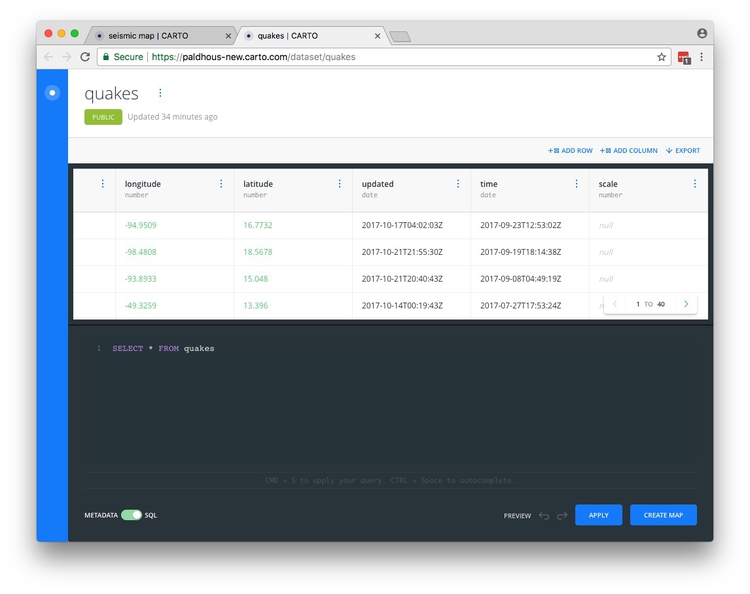 seismic map | CARTO
quakes | CARTO
Secure https://paldhous-new.carto.com/dataset/quakes
1
quakes
PUBLIC Updated 34 minutes ago
ADD ROW ADD COLUMN EXPORT
longitude latitude updated time scale
number number date date number
-94.9509 16.7732 2017-10-17T04:02:03Z 2017-09-23T12:53:02Z null
-98.4808 18.5678 2017-10-21T21:55:30Z 2017-09-19T18:14:38Z null
-93.8933 15.048 2017-10-21T20:40:43Z 2017-09-08T04:49:19Z null
-49.3259 13.396 2017-10-14T00:19:43Z 2017-07-27T17:53:24Z
1 TO 40
1 SELECT * FROM quakes
CMD + S to apply your query. CTRL + Space to autocomplete.
METADATA SQL PREVIEW APPLY CREATE MAP